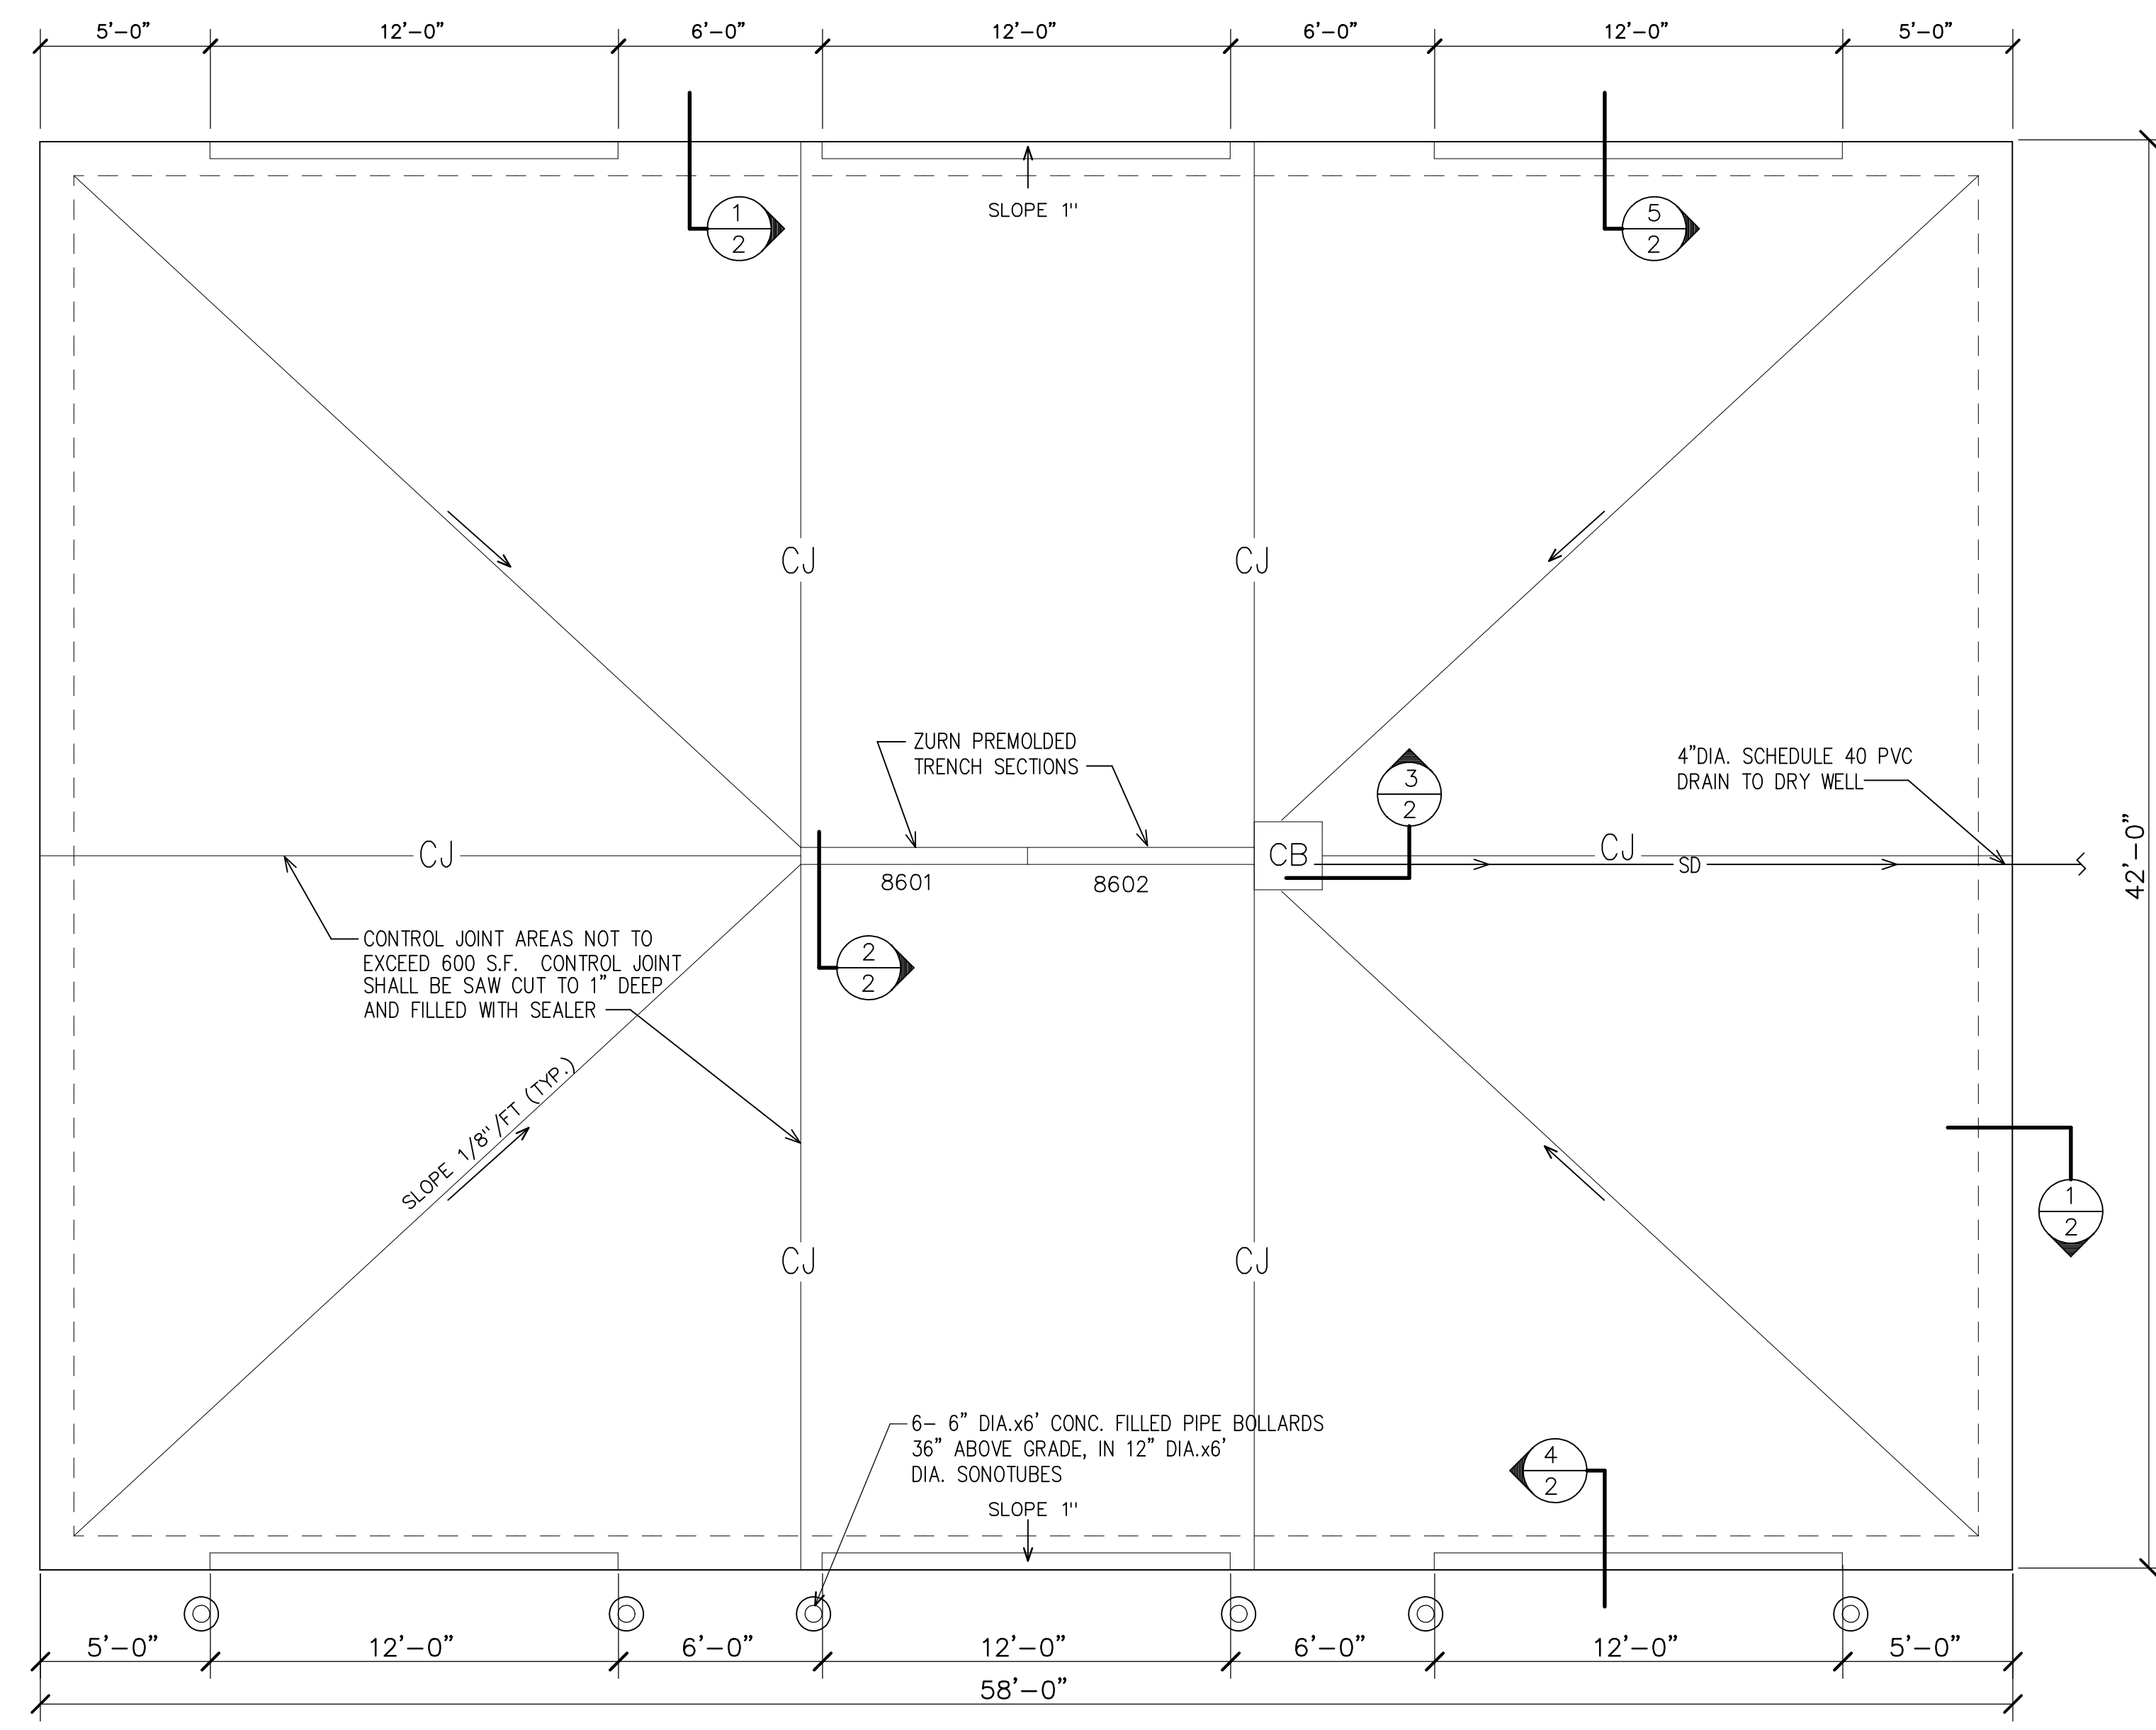 5'-0" 12'-0" 6'-0" 12'-0" 6'-0" 12'-0" 5'-0"
SLOPE 1"
1
2
5
2
CJ
CJ
ZURN PREMOLDED
TRENCH SECTIONS
3
2
4"DIA. SCHEDULE 40 PVC
DRAIN TO DRY WELL
CJ
CB
CJ
SD
8601
8602
42'-0"
CONTROL JOINT AREAS NOT TO
EXCEED 600 S.F. CONTROL JOINT
SHALL BE SAW CUT TO 1" DEEP
AND FILLED WITH SEALER
2
2
SLOPE 1/8"/FT (TYP.)
1
2
CJ
CJ
6- 6" DIA.x6' CONC. FILLED PIPE BOLLARDS
36" ABOVE GRADE, IN 12" DIA.x6'
DIA. SONOTUBES
4
2
SLOPE 1"
5'-0" 12'-0" 6'-0" 12'-0" 6'-0" 12'-0" 5'-0"
58'-0"